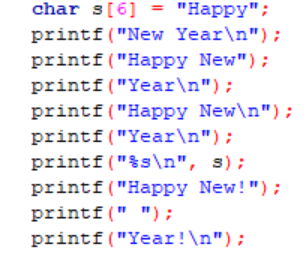 char s[6] = "Happy";
printf("New Year\n");
printf("Happy New");
printf("Year\n");
printf("Happy New\n");
printf("Year\n");
printf("%s\n", s);
printf("Happy New!");
printf(" ");
printf("Year!\n");